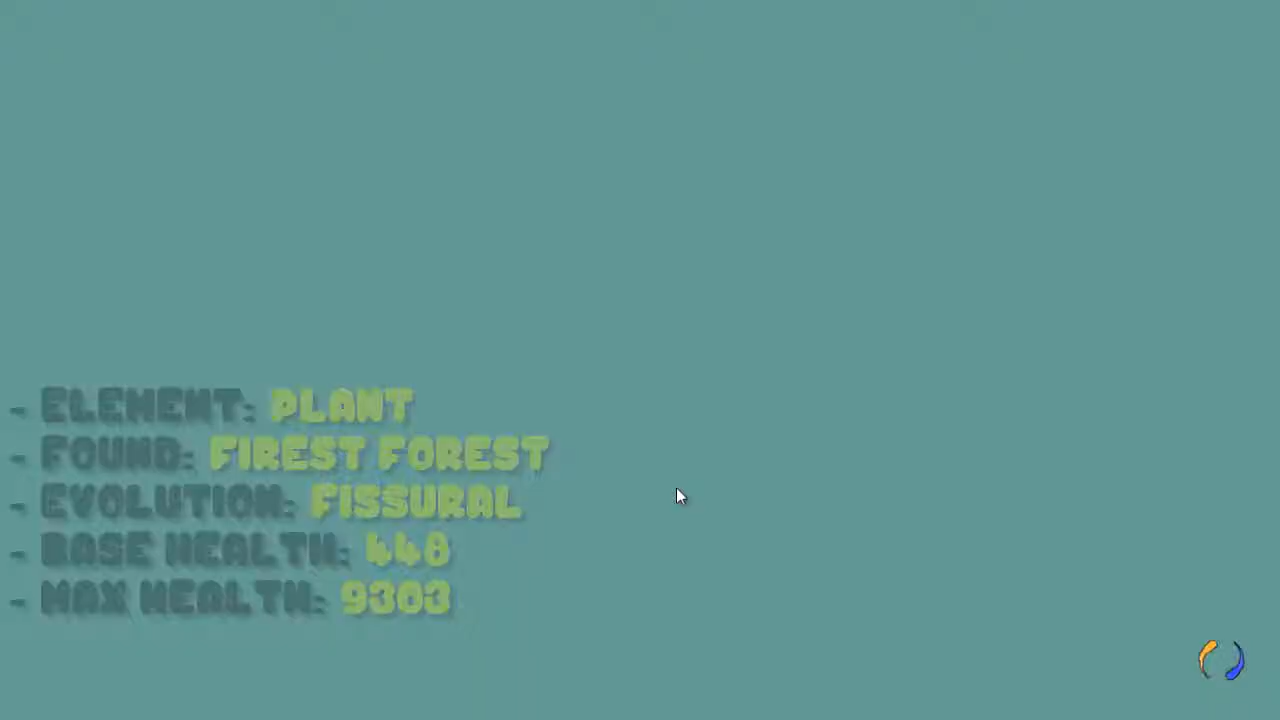 - ELEMENT: PLANT
- FOUND: FIREST FOREST
- EVOLUTION: FISSURAL
- BASE HEALTH: 448
- MAX HEALTH: 9303